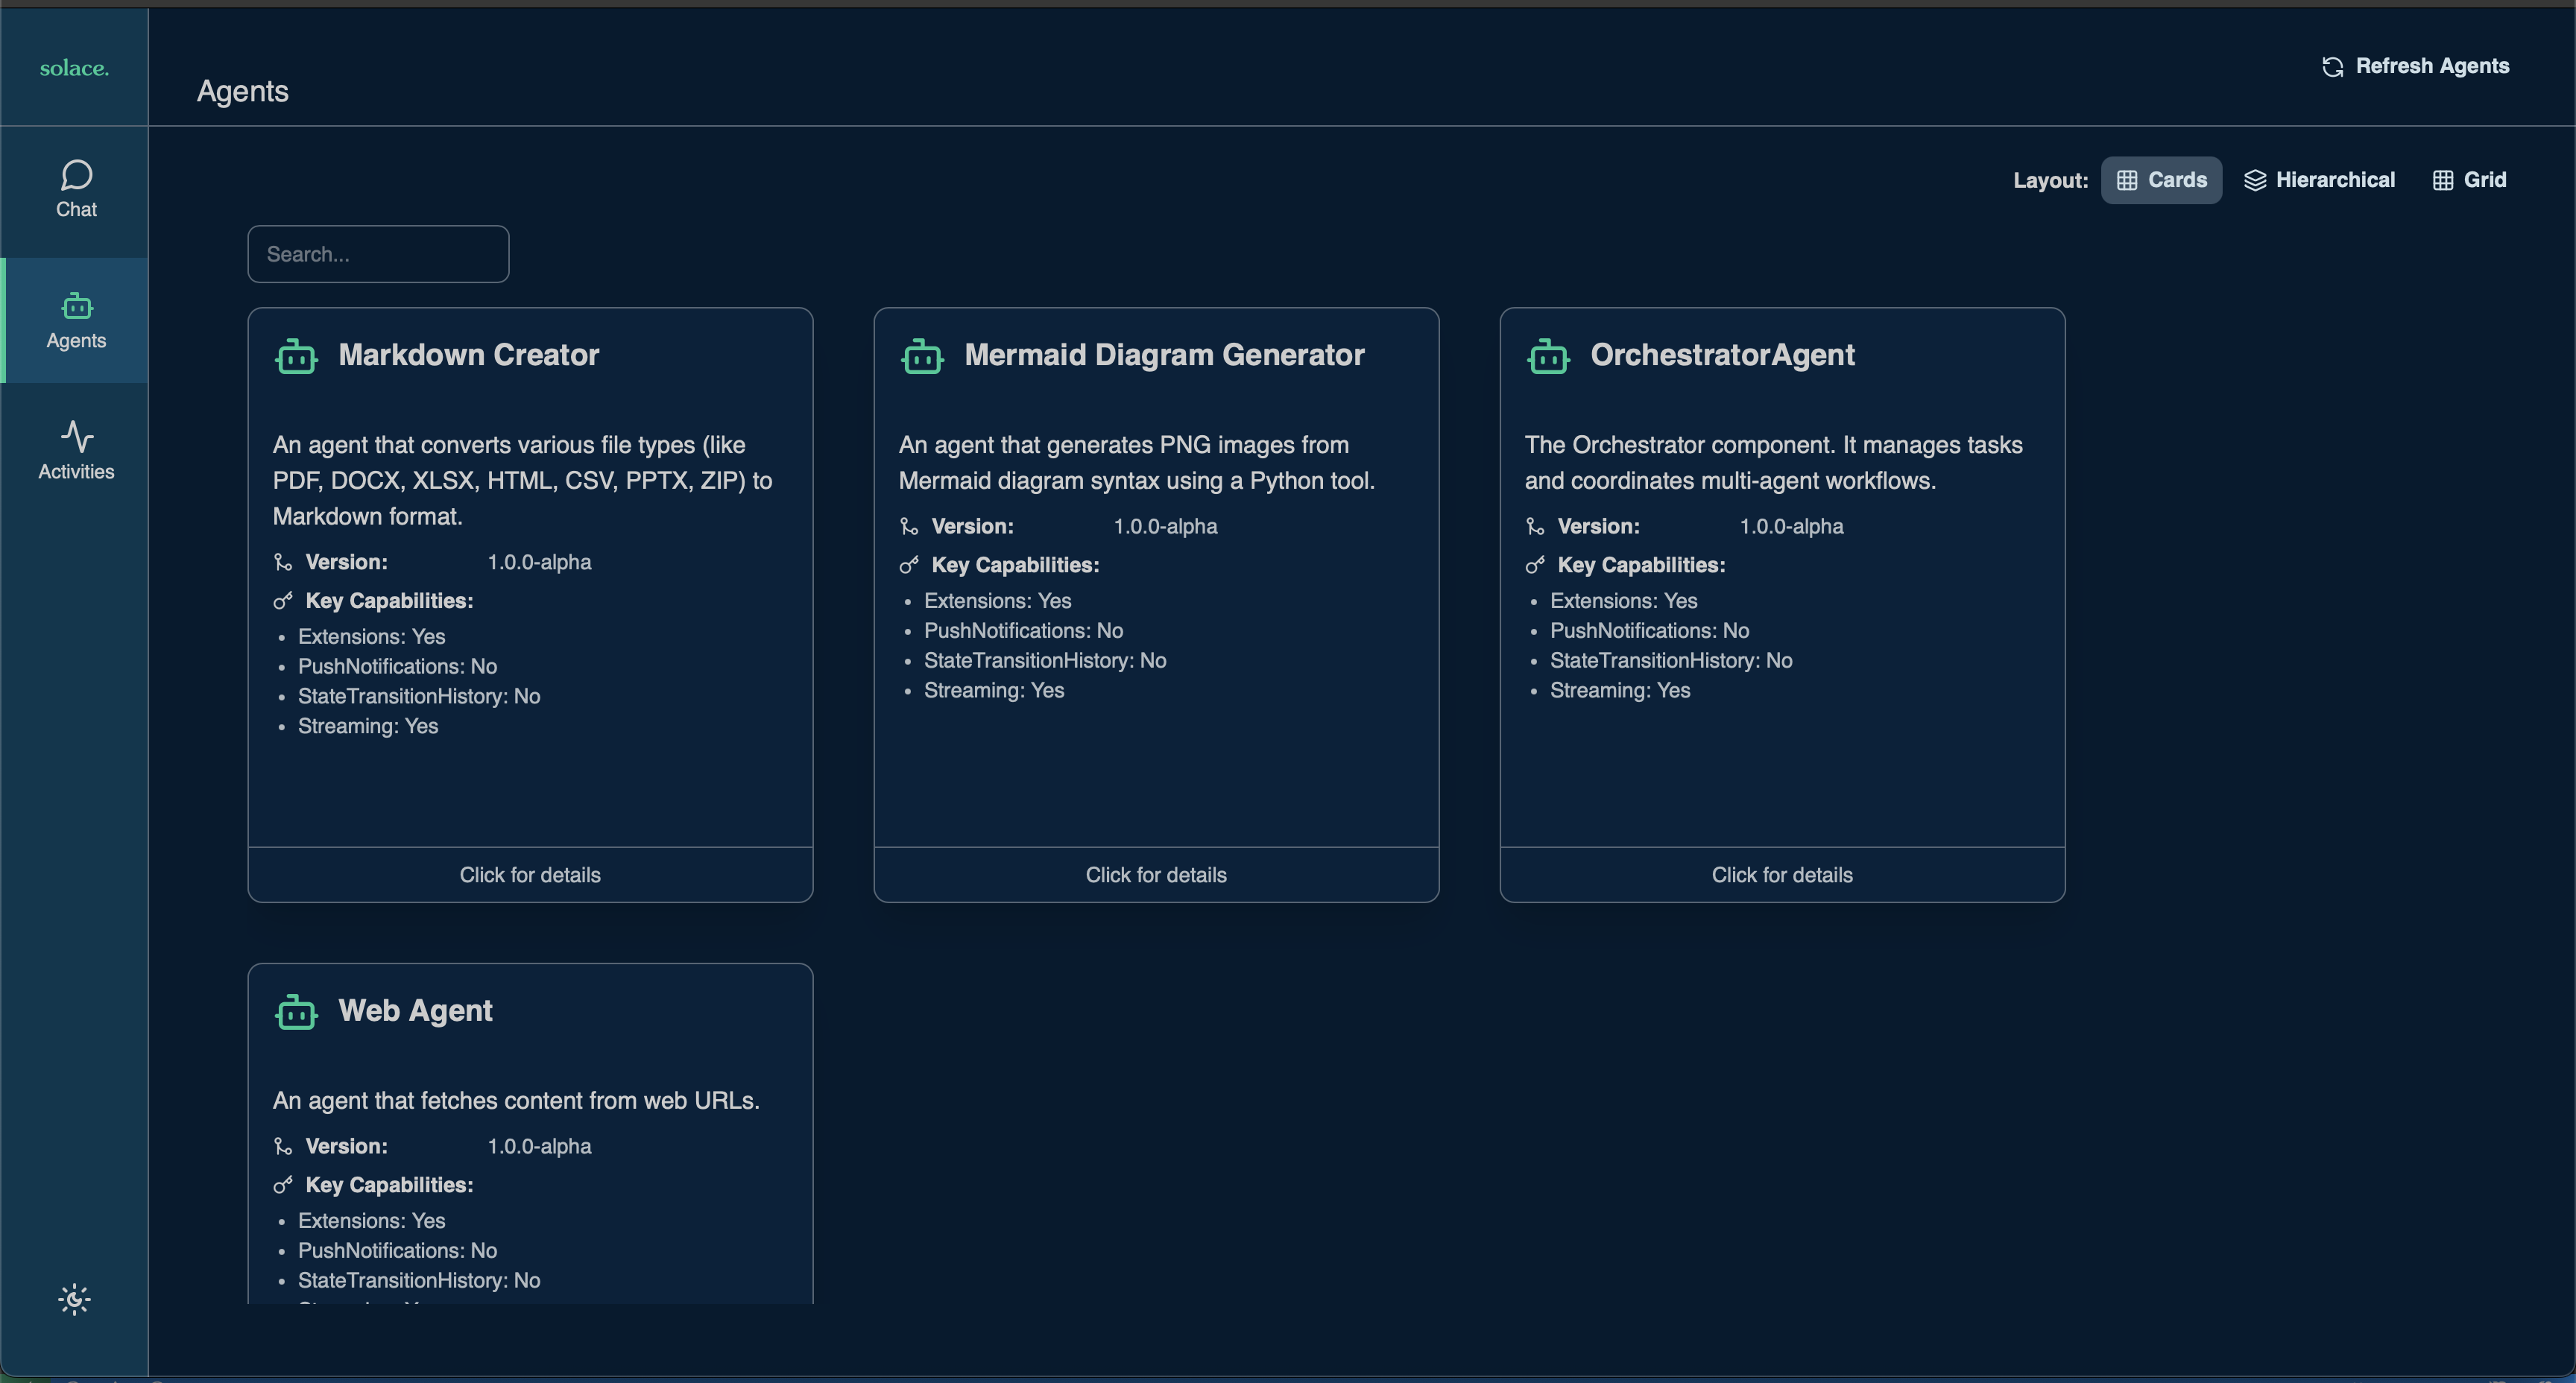 solace.
Agents
Refresh Agents
Chat
Agents
Activities
Layout: Cards Hierarchical Grid
Search...
Markdown Creator
An agent that converts various file types (like
PDF, DOCX, XLSX, HTML, CSV, PPTX, ZIP) to
Markdown format.
Version: 1.0.0-alpha
Key Capabilities:
• Extensions: Yes
• PushNotifications: No
• StateTransitionHistory: No
• Streaming: Yes
Click for details
Mermaid Diagram Generator
An agent that generates PNG images from
Mermaid diagram syntax using a Python tool.
Version: 1.0.0-alpha
Key Capabilities:
• Extensions: Yes
• PushNotifications: No
• StateTransitionHistory: No
• Streaming: Yes
Click for details
OrchestratorAgent
The Orchestrator component. It manages tasks
and coordinates multi-agent workflows.
Version: 1.0.0-alpha
Key Capabilities:
• Extensions: Yes
• PushNotifications: No
• StateTransitionHistory: No
• Streaming: Yes
Click for details
Web Agent
An agent that fetches content from web URLs.
Version: 1.0.0-alpha
Key Capabilities:
• Extensions: Yes
• PushNotifications: No
• StateTransitionHistory: No